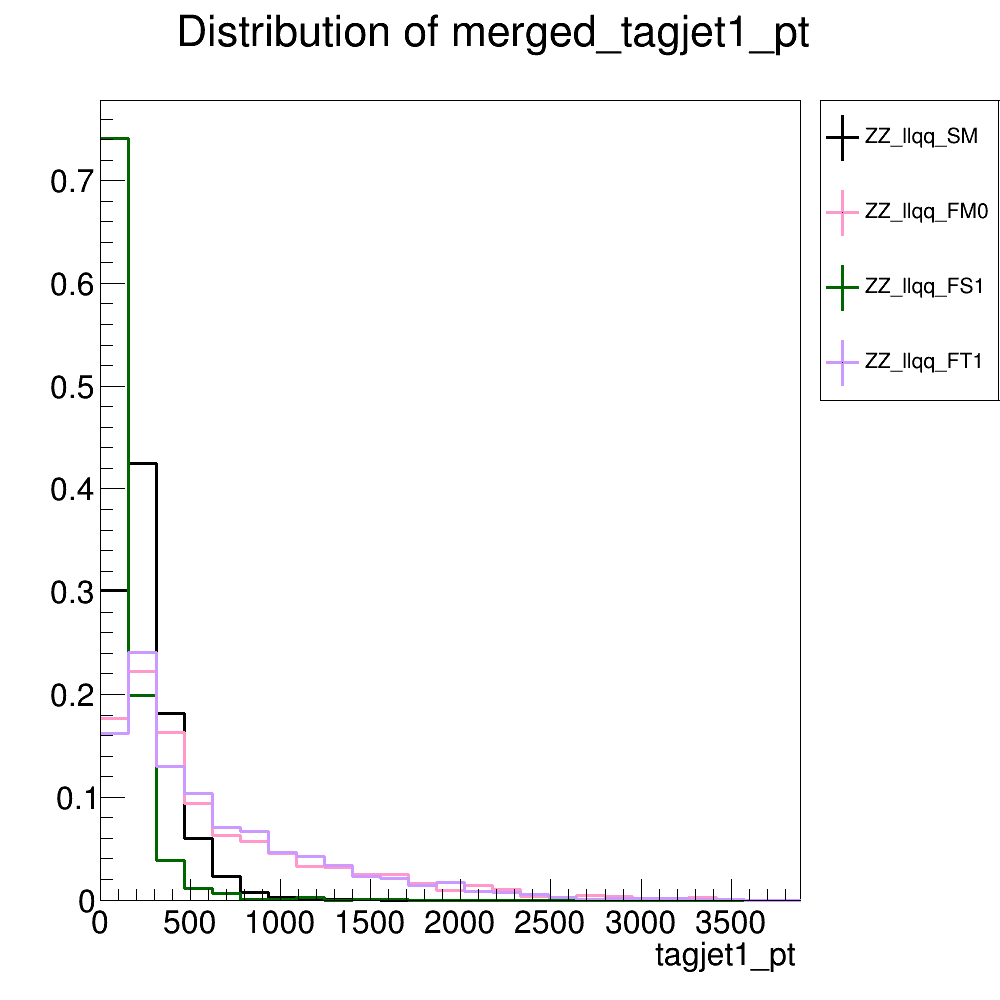 Distribution of merged_tagjet1_pt
ZZ_llqq_SM
ZZ_llqq_FM0
ZZ_llqq_FS1
ZZ_llqq_FT1
0.7
0.6
0.5
0.4
0.3
0.2
0.1
0
0 500 1000 1500 2000 2500 3000 3500
tagjet1_pt